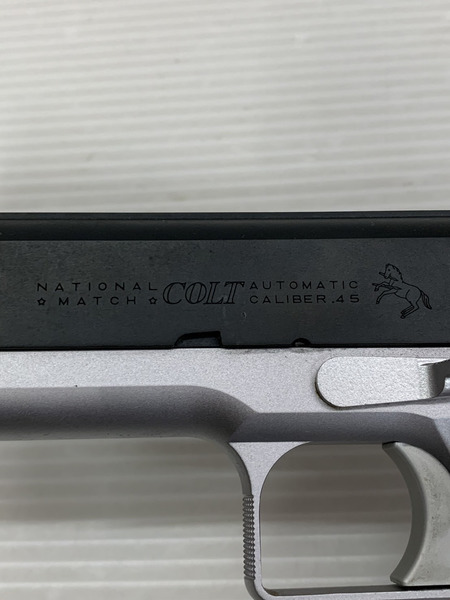 NATIONAL
☆ MATCH ☆
COLT
AUTOMATIC
CALIBER .45